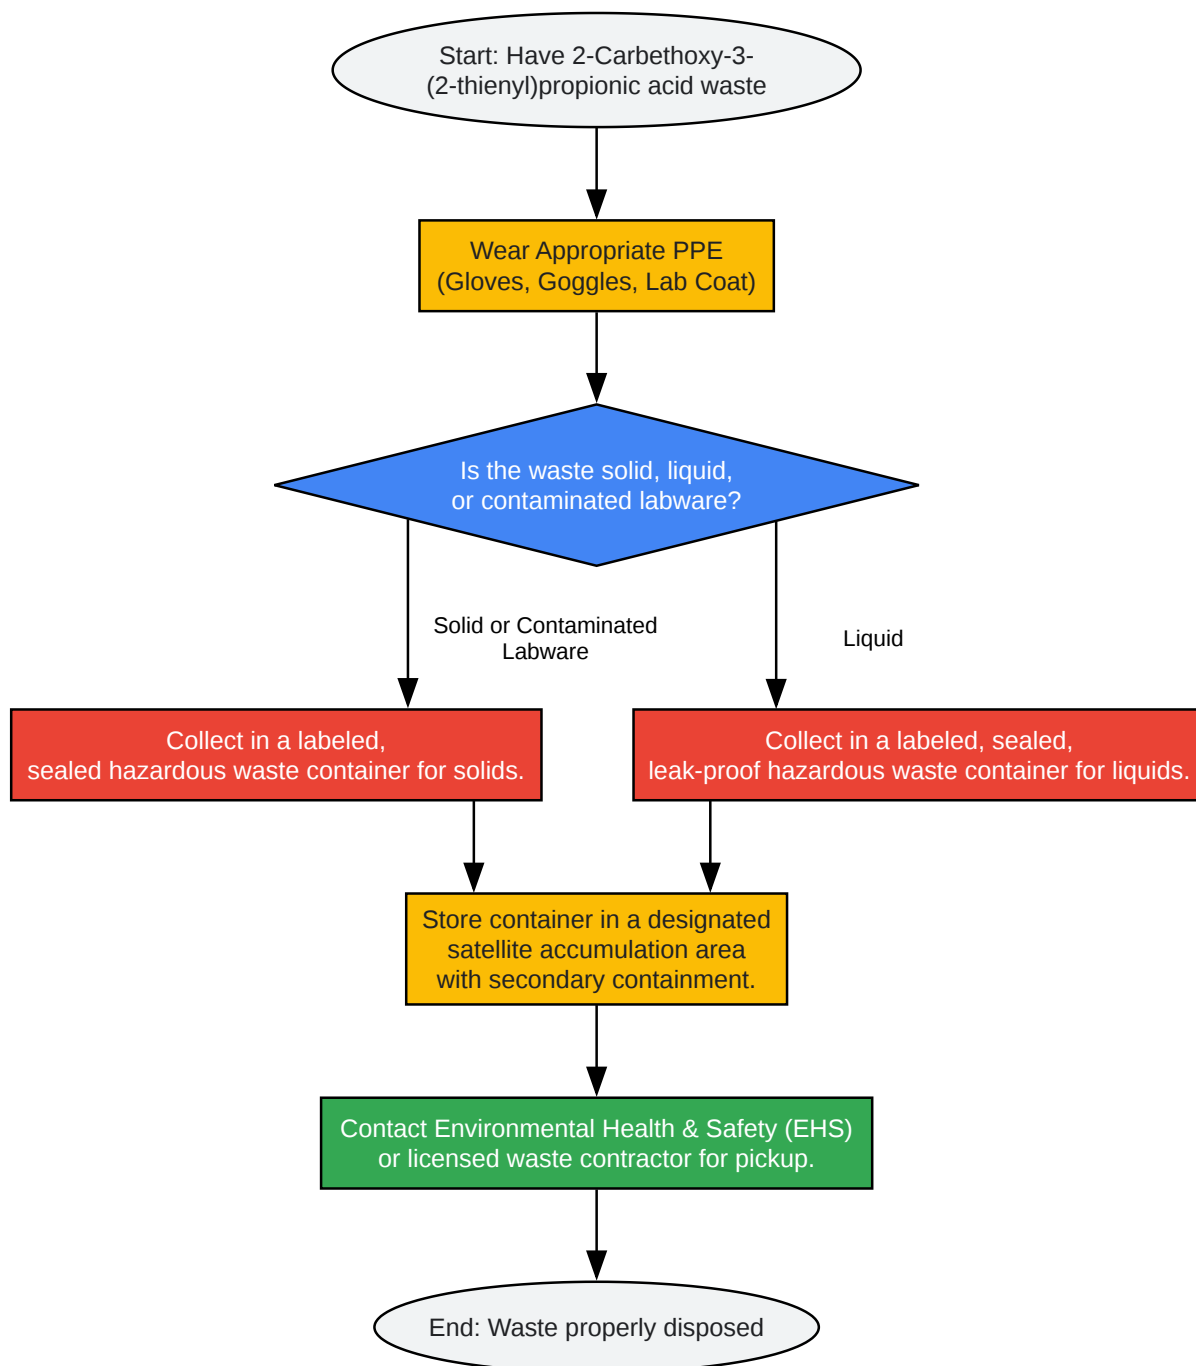 Start: Have 2-Carbethoxy-3-
(2-thienyl)propionic acid waste
Wear Appropriate PPE
(Gloves, Goggles, Lab Coat)
Is the waste solid, liquid,
or contaminated labware?
Solid or Contaminated
Labware
Liquid
Collect in a labeled,
sealed hazardous waste container for solids.
Collect in a labeled, sealed,
leak-proof hazardous waste container for liquids.
Store container in a designated
satellite accumulation area
with secondary containment.
Contact Environmental Health & Safety (EHS)
or licensed waste contractor for pickup.
End: Waste properly disposed